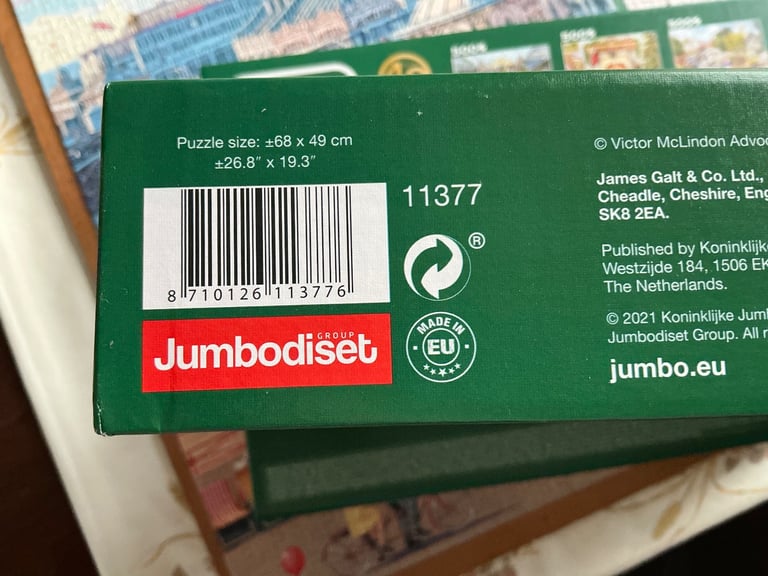 Puzzle size: ±68 x 49 cm
±26.8" x 19.3"
8 710126 113776
11377
®
MADE IN
EU
GROUP
Jumbodiset
© Victor McLindon
James Galt & Co. Ltd.,
Cheadle, Cheshire,
SK8 2EA.
Published by
Westzijde 184, 1506
The Netherlands.
© 2021 Koninklijke
Jumbodiset Group. All
jumbo.eu